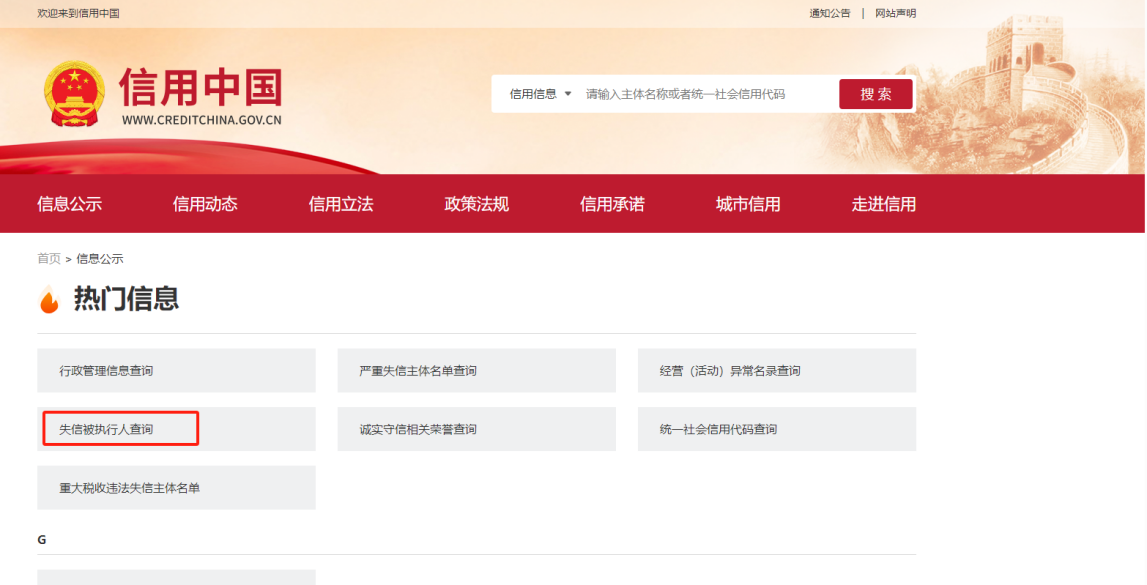 欢迎来到信用中国
通知公告 | 网站声明
信用中国
WWW.CREDITCHINA.GOV.CN
信用信息 请输入主体名称或者统一社会信用代码 搜索
信息公示 信用动态 信用立法 政策法规 信用承诺 城市信用 走进信用
首页 > 信息公示
热门信息
行政管理信息查询 严重失信主体名单查询 经营（活动）异常名录查询
失信被执行人查询 诚实守信相关荣誉查询 统一社会信用代码查询
重大税收违法失信主体名单
G